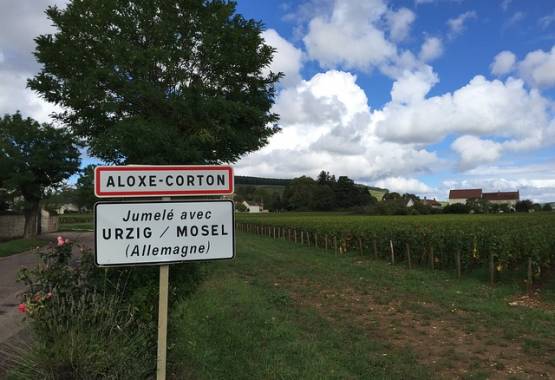 ALOXE-CORTON
Jumelé avec
URZIG / MOSEL
(Allemagne)